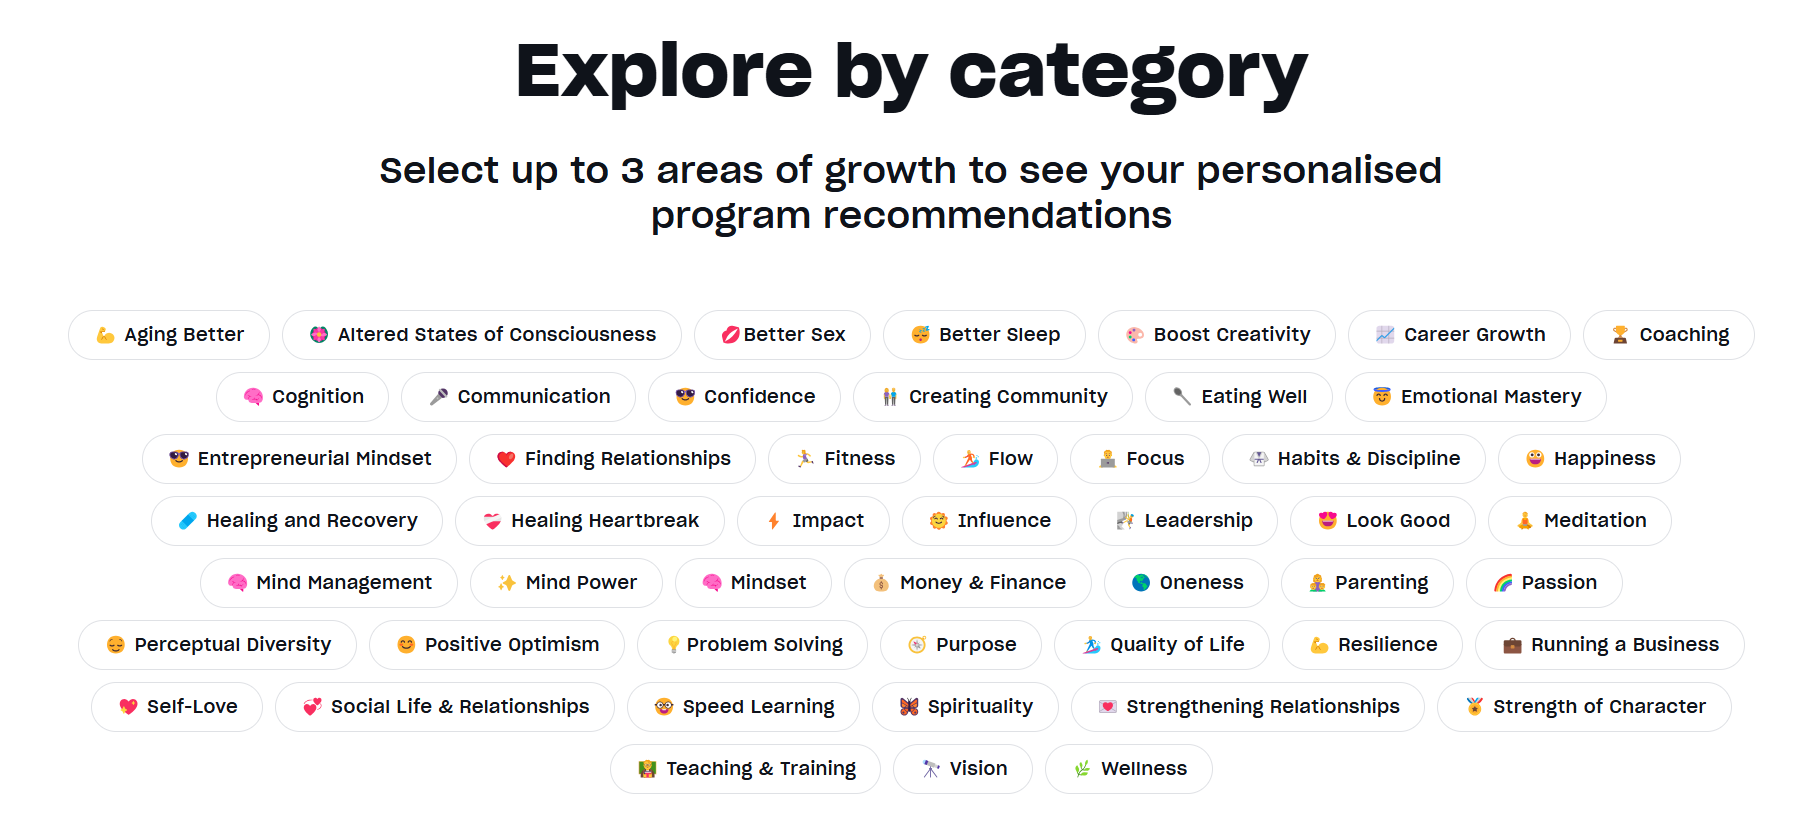 Explore by category
Select up to 3 areas of growth to see your personalised
program recommendations
Aging Better Altered States of Consciousness Better Sex Better Sleep Boost Creativity Career Growth Coaching
Cognition Communication Confidence Creating Community Eating Well Emotional Mastery
Entrepreneurial Mindset Finding Relationships Fitness Flow Focus Habits & Discipline Happiness
Healing and Recovery Healing Heartbreak Impact Influence Leadership Look Good Meditation
Mind Management Mind Power Mindset Money & Finance Oneness Parenting Passion
Perceptual Diversity Positive Optimism Problem Solving Purpose Quality of Life Resilience Running a Business
Self-Love Social Life & Relationships Speed Learning Spirituality Strengthening Relationships Strength of Character
Teaching & Training Vision Wellness